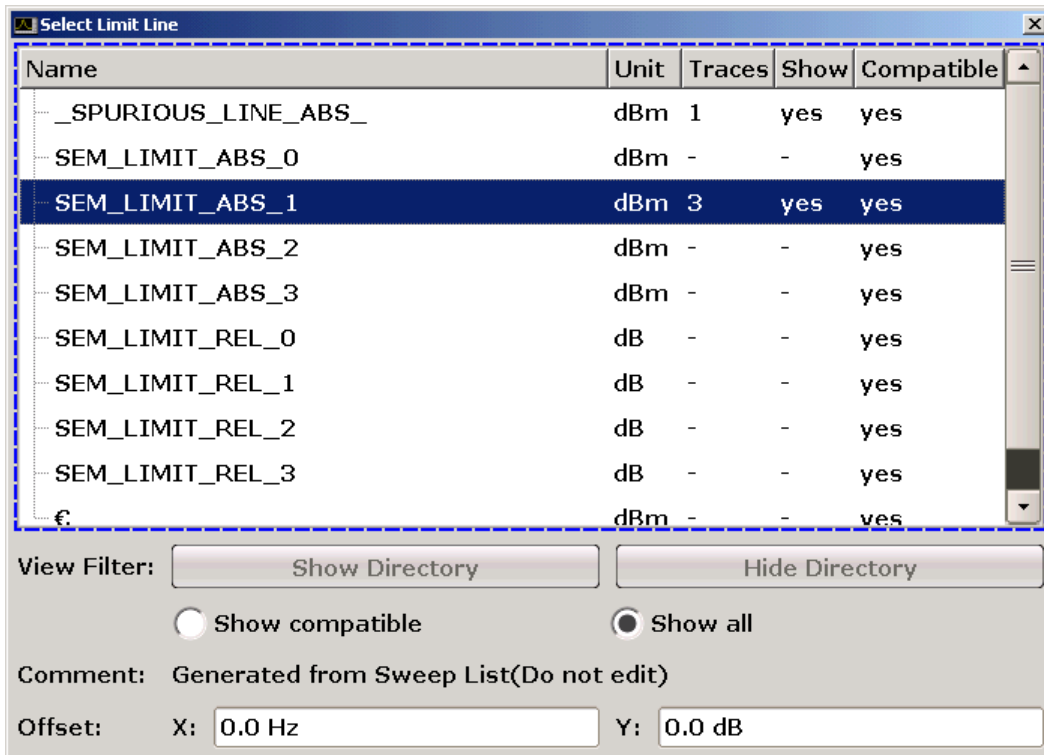 Select Limit Line
Name Unit Traces Show Compatible
_SPURIOUS_LINE_ABS_ dBm 1 yes yes
SEM_LIMIT_ABS_0 dBm - - yes
SEM_LIMIT_ABS_1 dBm 3 yes yes
SEM_LIMIT_ABS_2 dBm - - yes
SEM_LIMIT_ABS_3 dBm - - yes
SEM_LIMIT_REL_0 dB - - yes
SEM_LIMIT_REL_1 dB - - yes
SEM_LIMIT_REL_2 dB - - yes
SEM_LIMIT_REL_3 dB - - yes
€ dBm - - yes
View Filter: Show Directory Hide Directory
Show compatible Show all
Comment: Generated from Sweep List(Do not edit)
Offset: X: 0.0 Hz Y: 0.0 dB